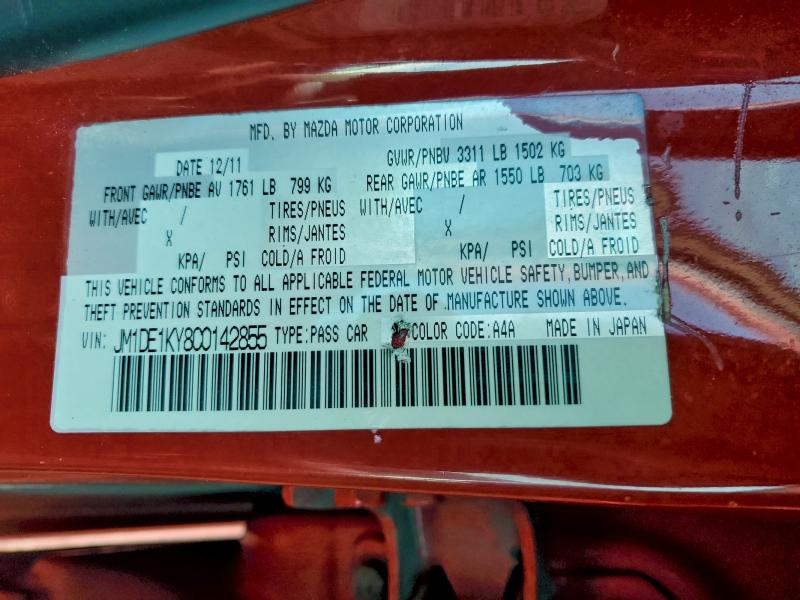 MFD. BY MAZDA MOTOR CORPORATION
DATE 12/11 GVWR/PNBV 3311 LB 1502 KG
FRONT GAWR/PNBE AV 1761 LB 799 KG REAR GAWR/PNBE AR 1550 LB 703 KG
WITH/AVEC / TIRES/PNEUS WITH/AVEC / TIRES/PNEUS
X RIMS/JANTES X RIMS/JANTES
KPA/ PSI COLD/A FROID KPA/ PSI COLD/A FROID
THIS VEHICLE CONFORMS TO ALL APPLICABLE FEDERAL MOTOR VEHICLE SAFETY, BUMPER, AND
THEFT PREVENTION STANDARDS IN EFFECT ON THE DATE OF MANUFACTURE SHOWN ABOVE.
VIN: JM1DE1KY8C0142855 TYPE:PASS CAR COLOR CODE:A4A MADE IN JAPAN